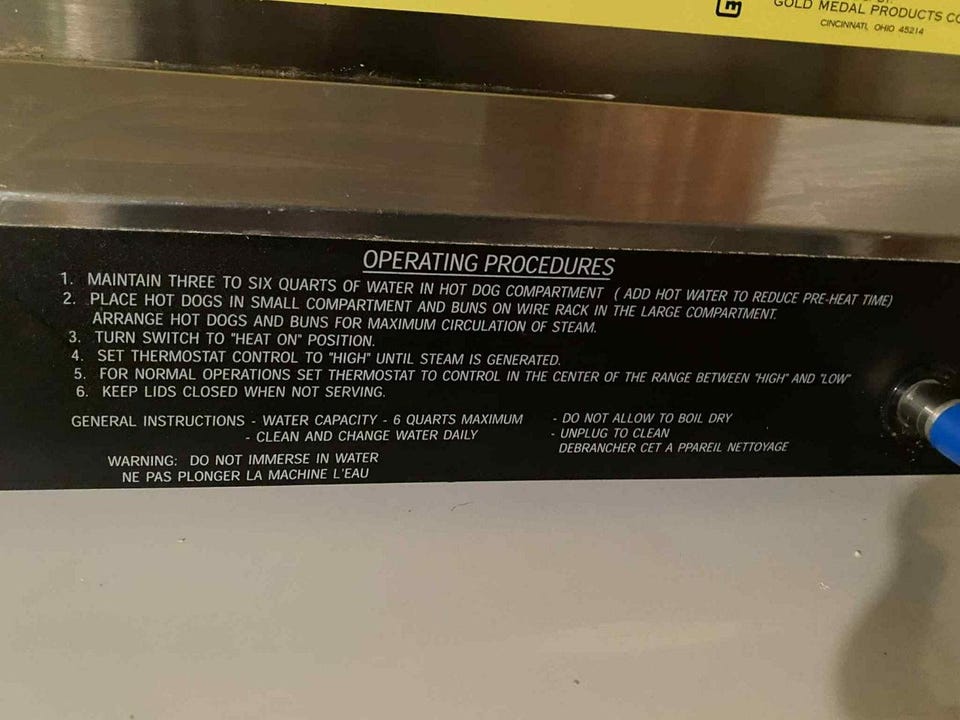 GOLD MEDAL PRODUCTS CO
CINCINNATI, OHIO 45214
OPERATING PROCEDURES
1. MAINTAIN THREE TO SIX QUARTS OF WATER IN HOT DOG COMPARTMENT ( ADD HOT WATER TO REDUCE PRE-HEAT TIME)
2. PLACE HOT DOGS IN SMALL COMPARTMENT AND BUNS ON WIRE RACK IN THE LARGE COMPARTMENT.
ARRANGE HOT DOGS AND BUNS FOR MAXIMUM CIRCULATION OF STEAM.
3. TURN SWITCH TO "HEAT ON" POSITION.
4. SET THERMOSTAT CONTROL TO "HIGH" UNTIL STEAM IS GENERATED.
5. FOR NORMAL OPERATIONS SET THERMOSTAT TO CONTROL IN THE CENTER OF THE RANGE BETWEEN "HIGH" AND "LOW"
6. KEEP LIDS CLOSED WHEN NOT SERVING.
GENERAL INSTRUCTIONS - WATER CAPACITY - 6 QUARTS MAXIMUM
- CLEAN AND CHANGE WATER DAILY
- DO NOT ALLOW TO BOIL DRY
- UNPLUG TO CLEAN
DEBRANCHER CET A PPAREIL NETTOYAGE
WARNING: DO NOT IMMERSE IN WATER
NE PAS PLONGER LA MACHINE L'EAU